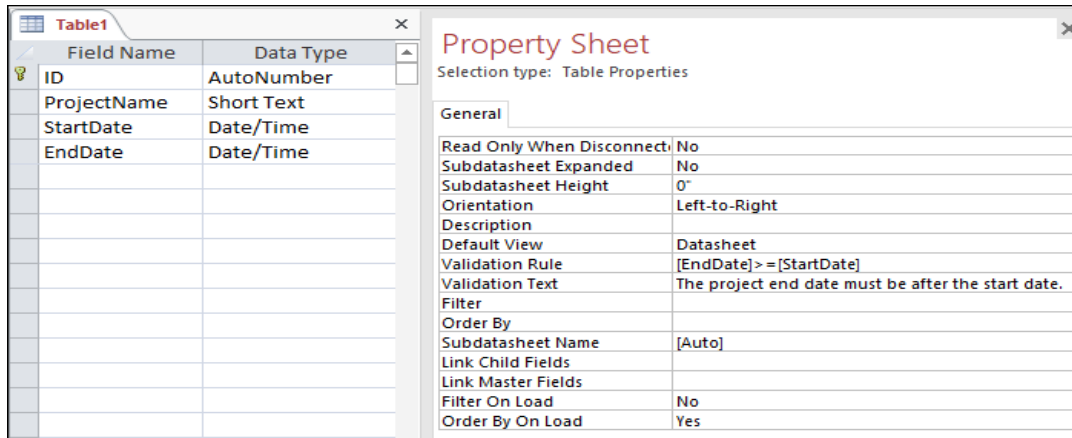 Table1
Field Name Data Type
ID AutoNumber
ProjectName Short Text
StartDate Date/Time
EndDate Date/Time
Property Sheet
Selection type: Table Properties
General
Read Only When Disconnect No
Subdatasheet Expanded No
Subdatasheet Height 0"
Orientation Left-to-Right
Description
Default View Datasheet
Validation Rule [EndDate]>=[StartDate]
Validation Text The project end date must be after the start date.
Filter
Order By
Subdatasheet Name [Auto]
Link Child Fields
Link Master Fields
Filter On Load No
Order By On Load Yes